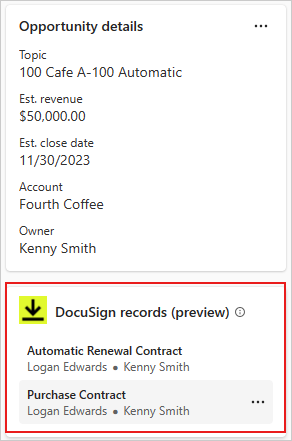 Opportunity details
Topic
100 Cafe A-100 Automatic
Est. revenue
$50,000.00
Est. close date
11/30/2023
Account
Fourth Coffee
Owner
Kenny Smith
DocuSign records (preview)
Automatic Renewal Contract
Logan Edwards • Kenny Smith
Purchase Contract
Logan Edwards • Kenny Smith